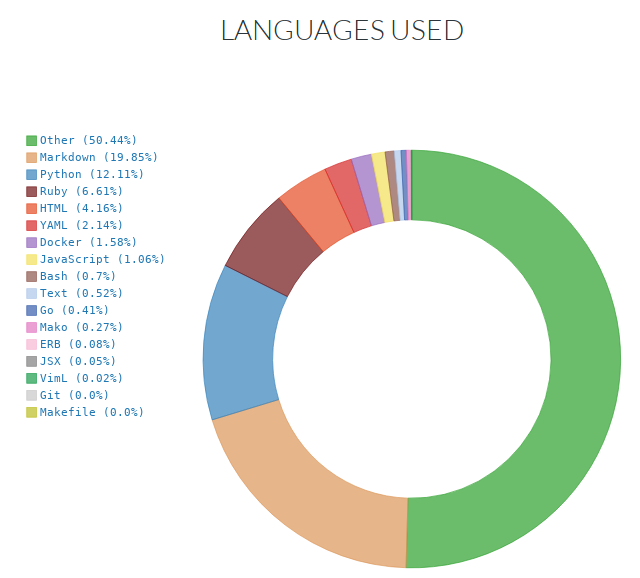 LANGUAGES USED
Other (50.44%)
Markdown (19.85%)
Python (12.11%)
Ruby (6.61%)
HTML (4.16%)
YAML (2.14%)
Docker (1.58%)
JavaScript (1.06%)
Bash (0.7%)
Text (0.52%)
Go (0.41%)
Mako (0.27%)
ERB (0.08%)
JSX (0.05%)
VimL (0.02%)
Git (0.0%)
Makefile (0.0%)